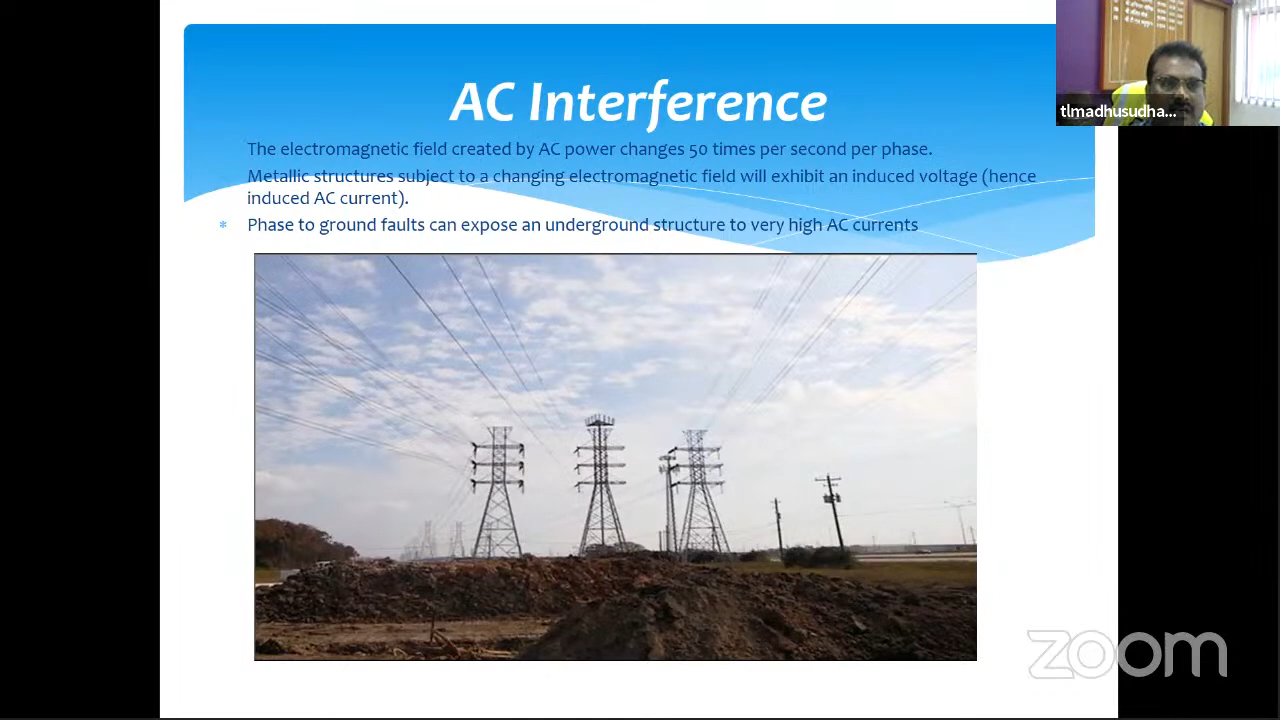 AC Interference
The electromagnetic field created by AC power changes 50 times per second per phase.
Metallic structures subject to a changing electromagnetic field will exhibit an induced voltage (hence
induced AC current).
Phase to ground faults can expose an underground structure to very high AC currents
tlmadhusudha...
zoom